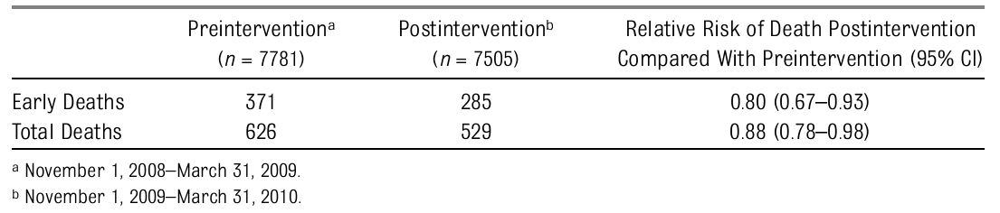 Preinterventionᵃ Postinterventionᵇ Relative Risk of Death Postintervention
(n = 7781) (n = 7505) Compared With Preintervention (95% CI)
Early Deaths 371 285 0.80 (0.67–0.93)
Total Deaths 626 529 0.88 (0.78–0.98)
ᵃ November 1, 2008–March 31, 2009.
ᵇ November 1, 2009–March 31, 2010.